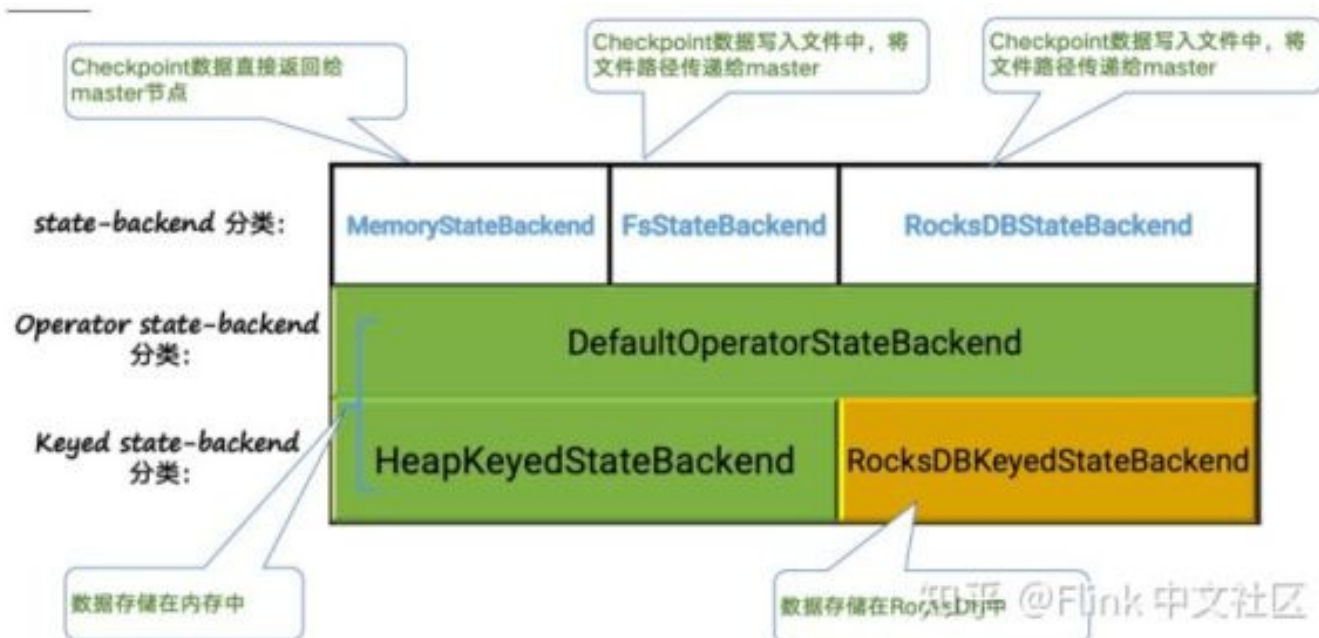 Checkpoint数据直接返回给
master节点
Checkpoint数据写入文件中，将
文件路径传递给master
Checkpoint数据写入文件中，将
文件路径传递给master
state-backend 分类：
MemoryStateBackend
FsStateBackend
RocksDBStateBackend
Operator state-backend
分类：
DefaultOperatorStateBackend
Keyed state-backend
分类：
HeapKeyedStateBackend
RocksDBKeyedStateBackend
数据存储在内存中
数据存储在RocksDB中
知乎 @Flink 中文社区